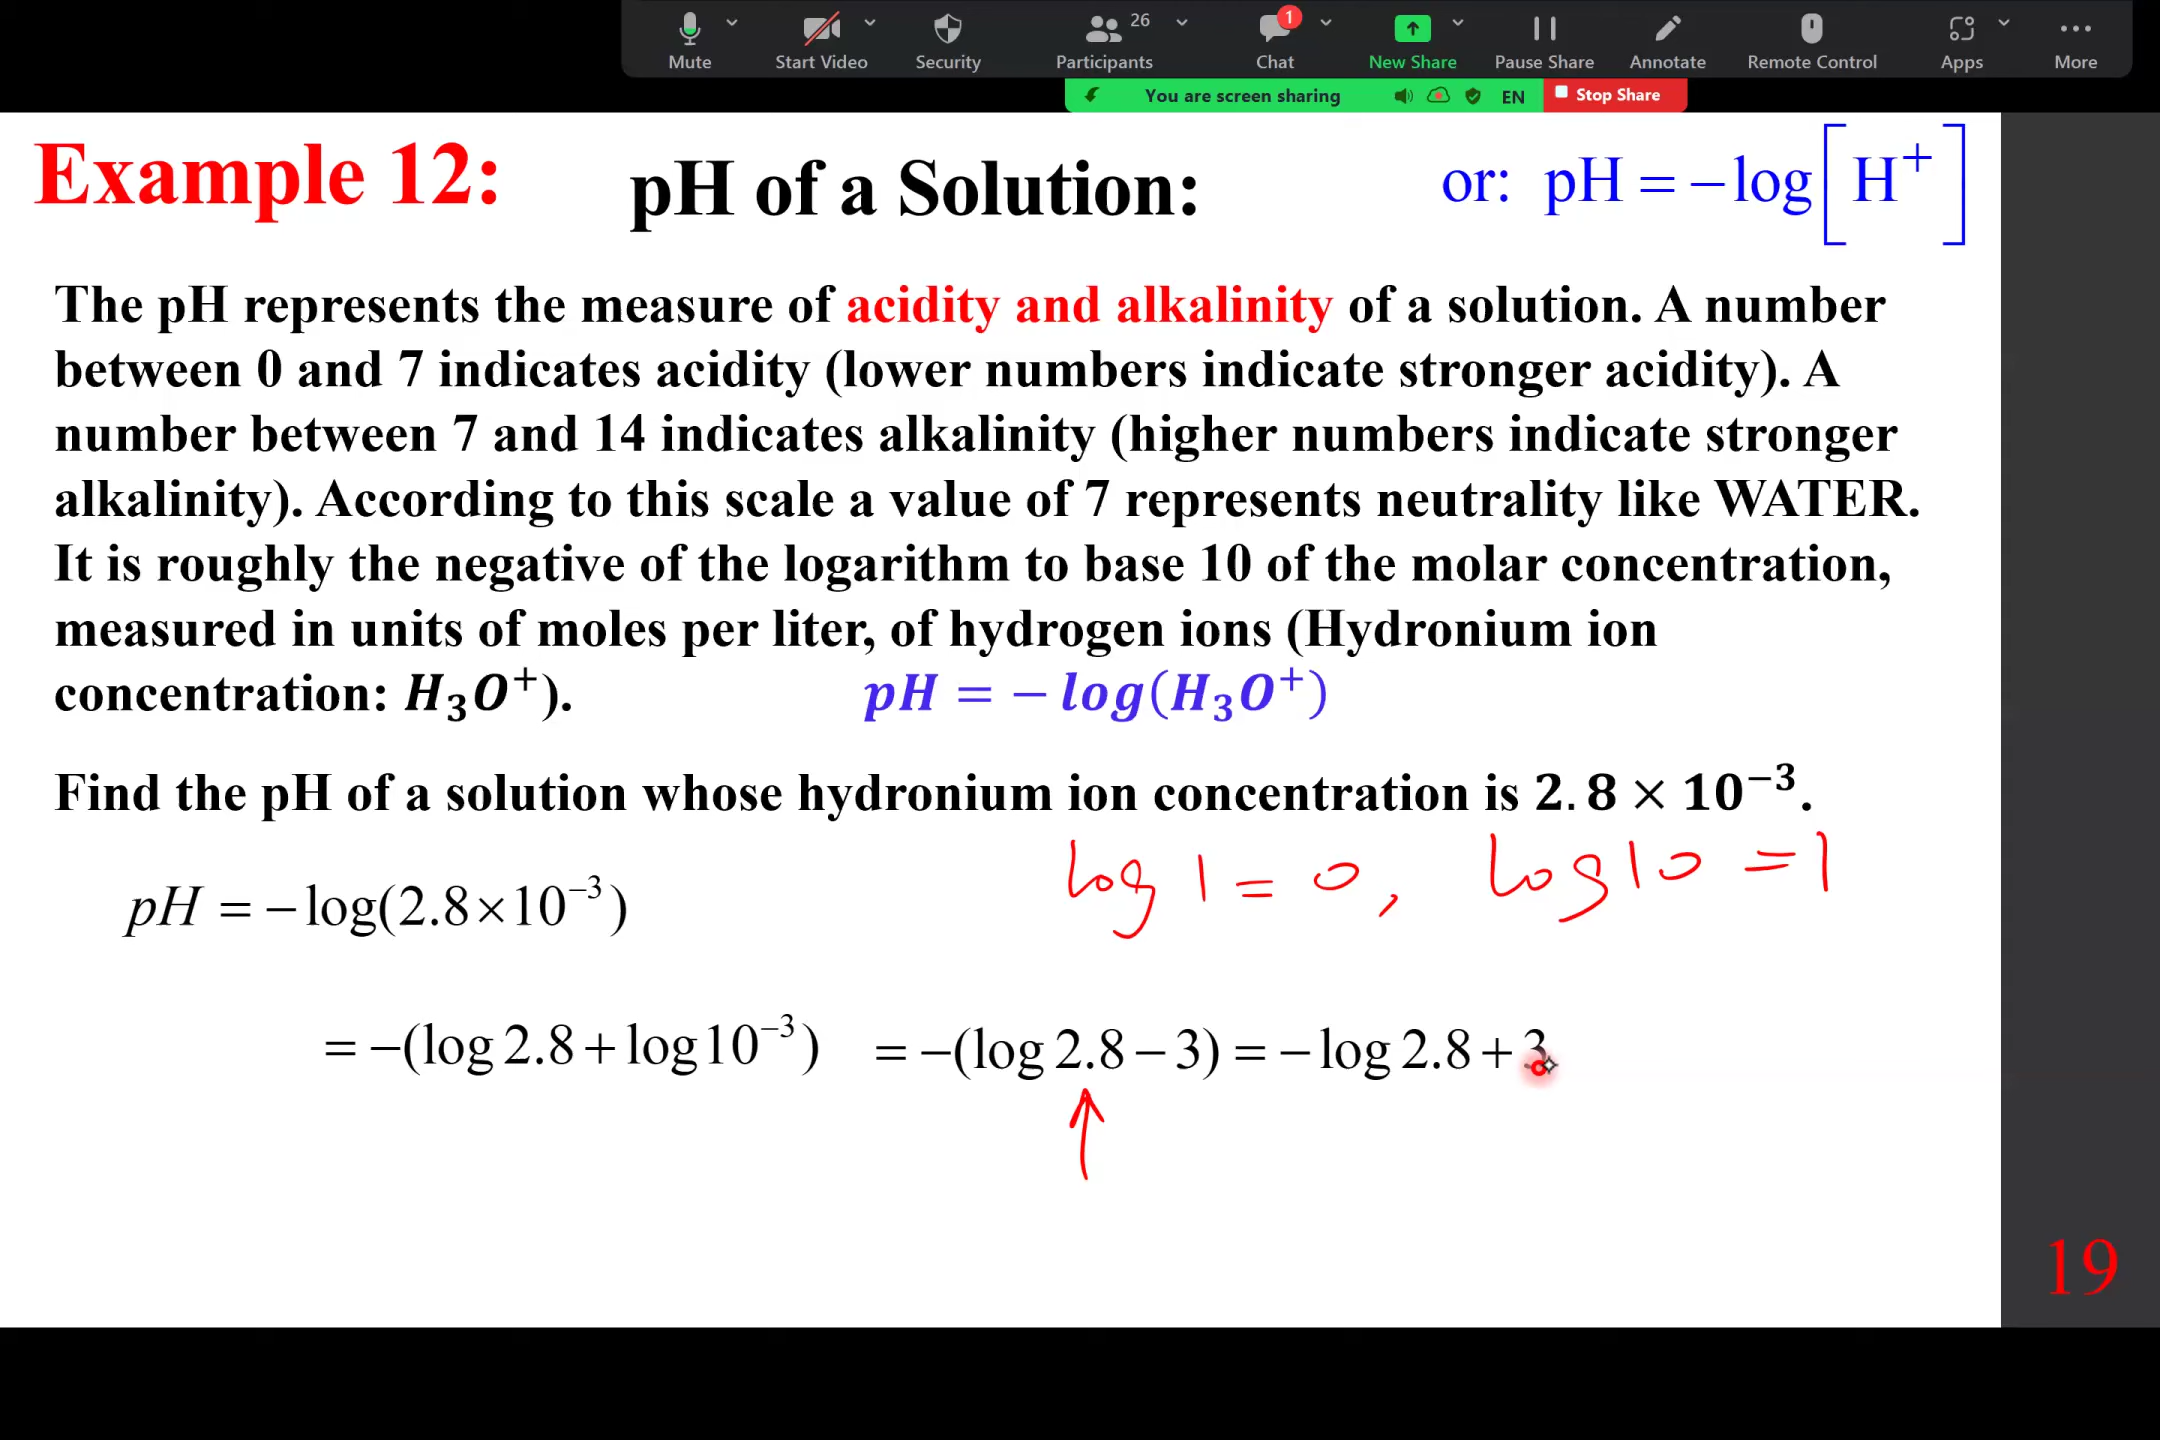 Mute Start Video Security Participants 26 Chat 1 New Share Pause Share Annotate Remote Control Apps More
You are screen sharing EN Stop Share
Example 12: pH of a Solution: or: pH = −log[H⁺]
The pH represents the measure of acidity and alkalinity of a solution. A number
between 0 and 7 indicates acidity (lower numbers indicate stronger acidity). A
number between 7 and 14 indicates alkalinity (higher numbers indicate stronger
alkalinity). According to this scale a value of 7 represents neutrality like WATER.
It is roughly the negative of the logarithm to base 10 of the molar concentration,
measured in units of moles per liter, of hydrogen ions (Hydronium ion
concentration: H₃O⁺). pH = − log(H₃O⁺)
Find the pH of a solution whose hydronium ion concentration is 2.8 × 10⁻³.
log 1 = 0, log 10 = 1
pH = −log(2.8×10⁻³)
= −(log 2.8 + log10⁻³) = −(log 2.8 − 3) = −log 2.8 + 3
19